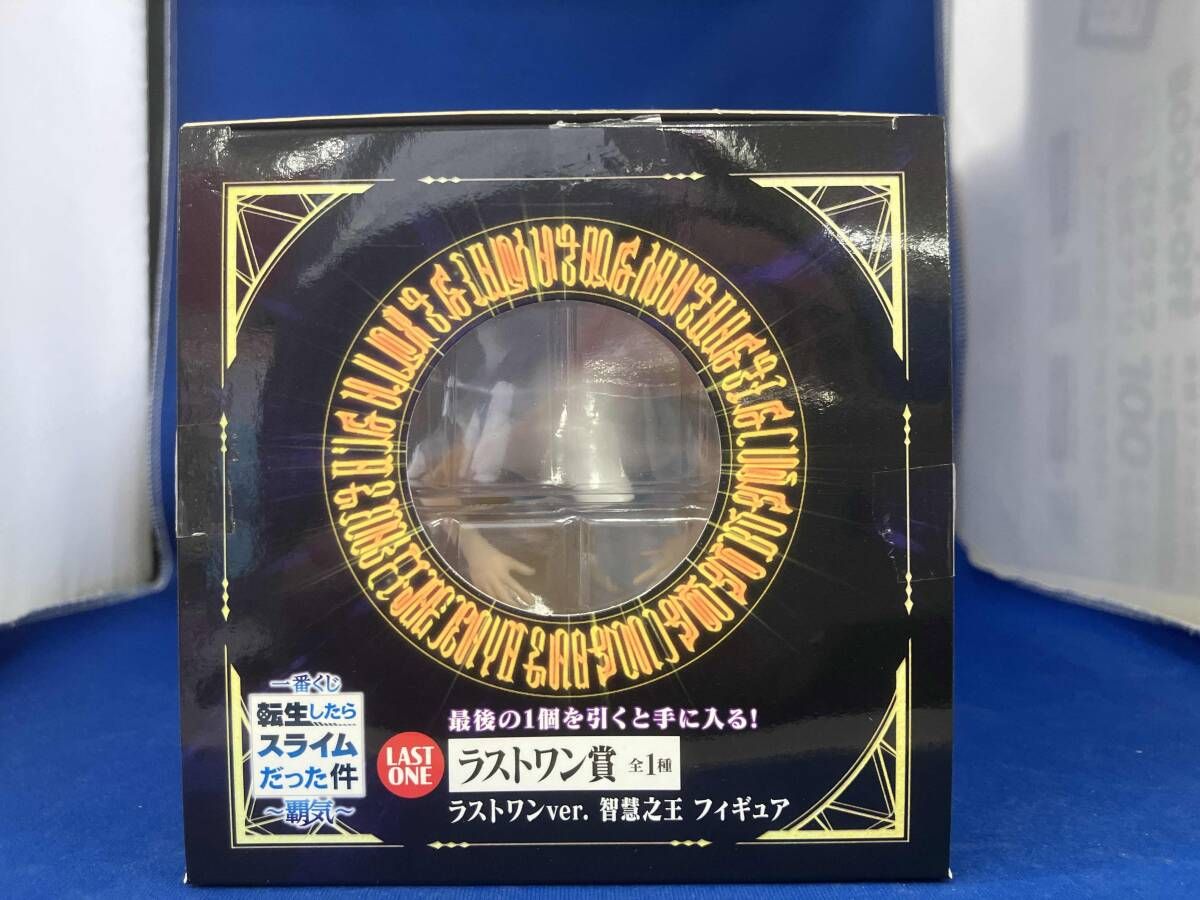 一番くじ
転生したら
スライム
だった件
～覇気～
最後の1個を引くと手に入る!
LAST
ONE
ラストワン賞 全1種
ラストワンver. 智慧之王 フィギュア